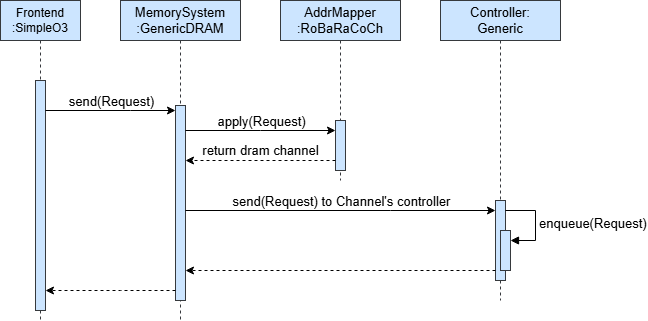 Frontend
:SimpleO3
MemorySystem
:GenericDRAM
AddrMapper
:RoBaRaCoCh
Controller:
Generic
send(Request)
apply(Request)
return dram channel
send(Request) to Channel's controller
enqueue(Request)